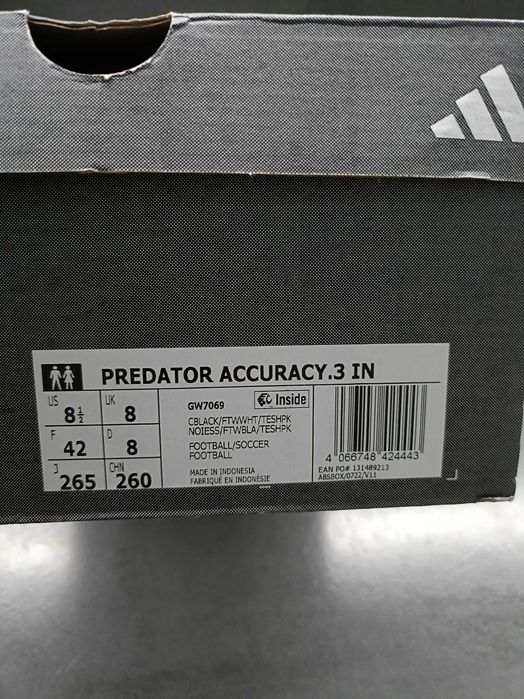 PREDATOR ACCURACY.3 IN
US
8½
UK
8
F
42
D
8
J
265
CHN
260
GW7069
Inside
CBLACK/FTWWHT/TESHPK
NOIESS/FTWBLA/TESHPK
FOOTBALL/SOCCER
FOOTBALL
MADE IN INDONESIA
FABRIQUÉ EN INDONÉSIE
4 066748 424443
EAN PO# 131489213
ABSBOX/0722/V11